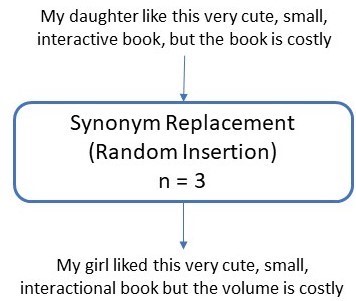 My daughter like this very cute, small,
interactive book, but the book is costly
Synonym Replacement
(Random Insertion)
n = 3
My girl liked this very cute, small,
interactional book but the volume is costly